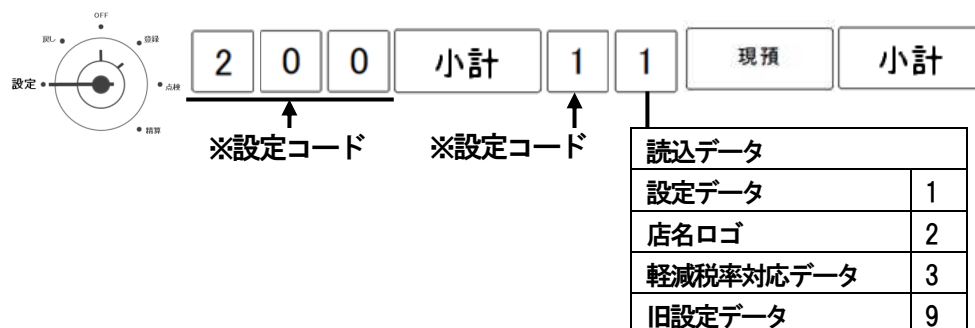 OFF
戻し
登録
設定
点検
精算
2 0 0 小計 1 1 現預 小計
※設定コード ※設定コード
読込データ
設定データ 1
店名ロゴ 2
軽減税率対応データ 3
旧設定データ 9